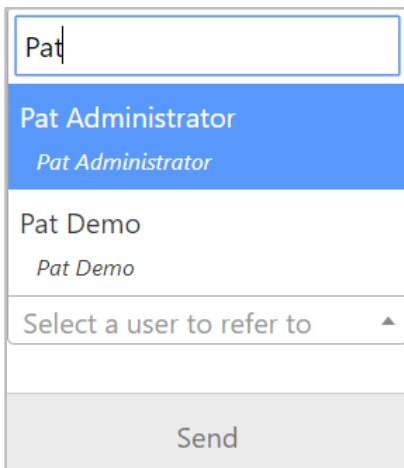 Pat
Pat Administrator
Pat Administrator
Pat Demo
Pat Demo
Select a user to refer to
Send